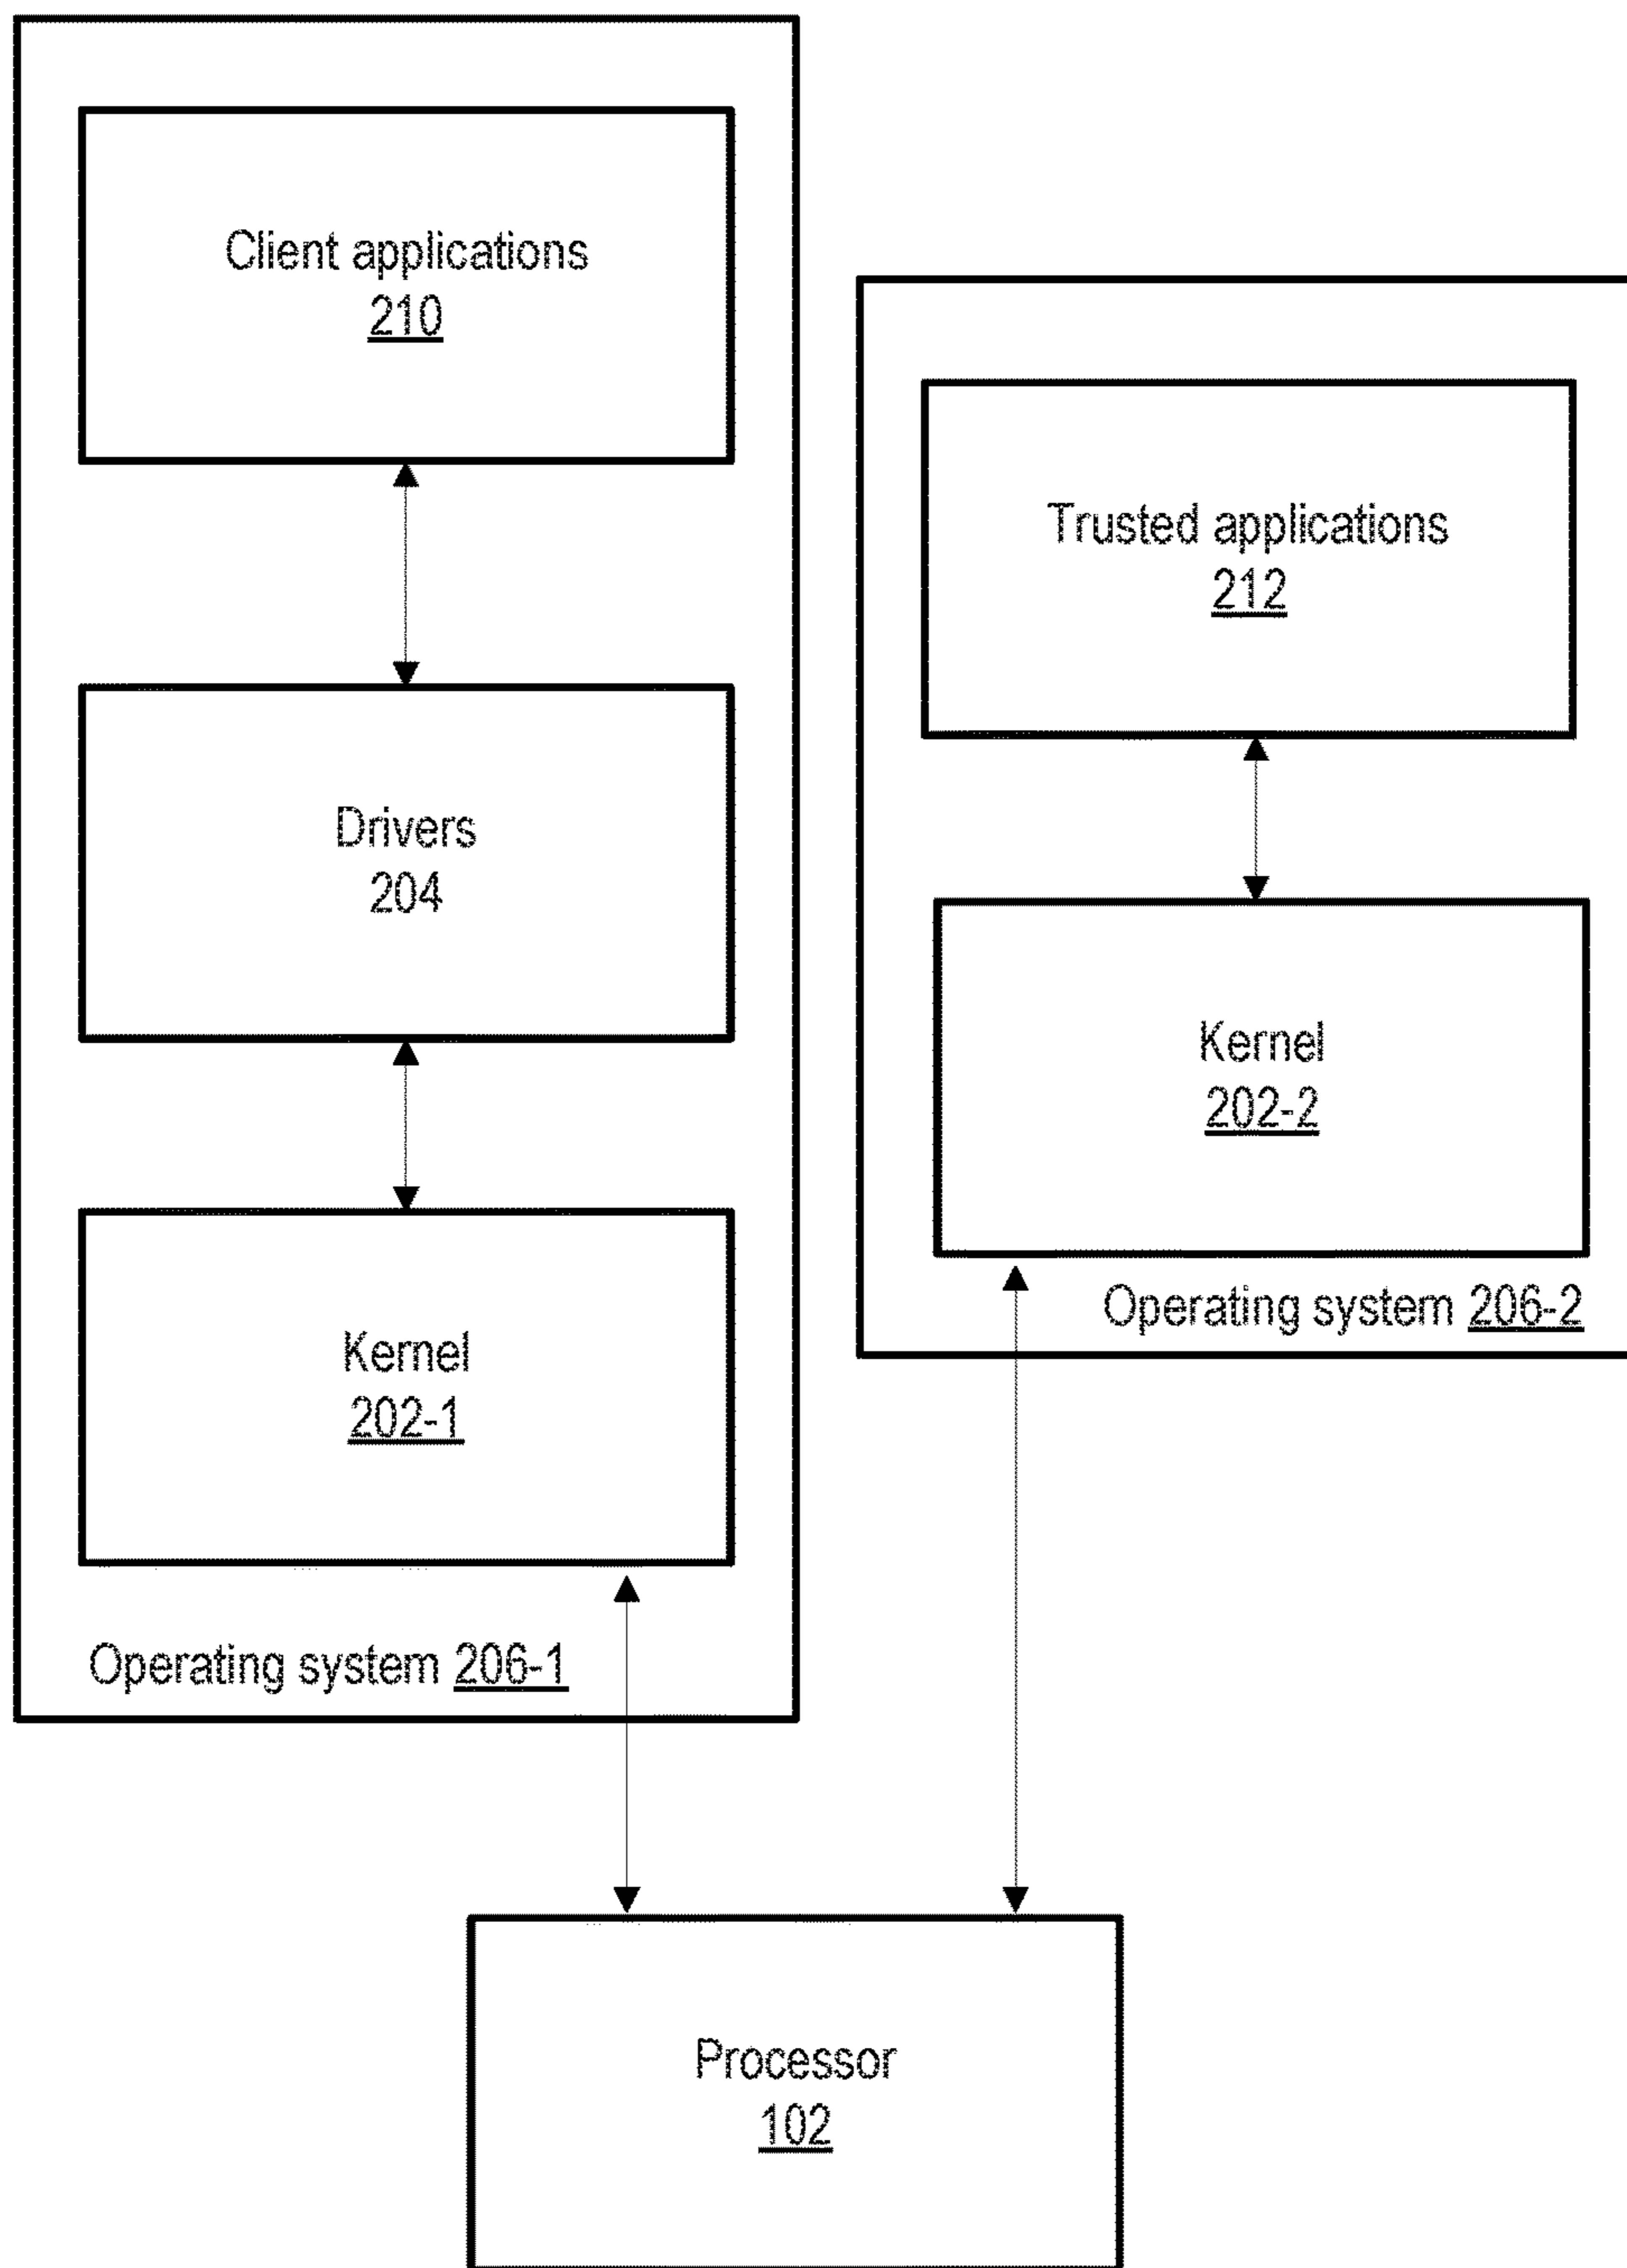 Client applications
210
Drivers
204
Kernel
202-1
Operating system 206-1
Trusted applications
212
Kernel
202-2
Operating system 206-2
Processor
102